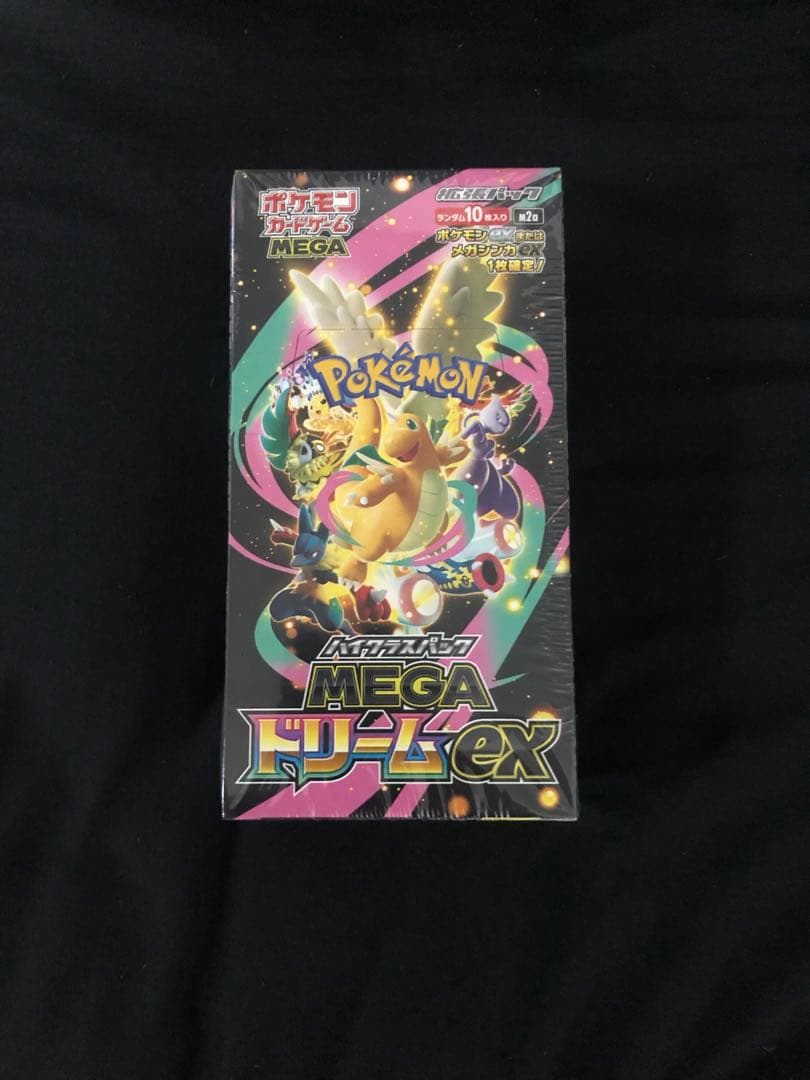 ポケモン
カードゲーム
MEGA
拡張パック
ランダム10枚入り M2a
ポケモンexまたは
メガシンカex
1枚確定!
POKéMON
ハイクラスパック
MEGA
ドリームex